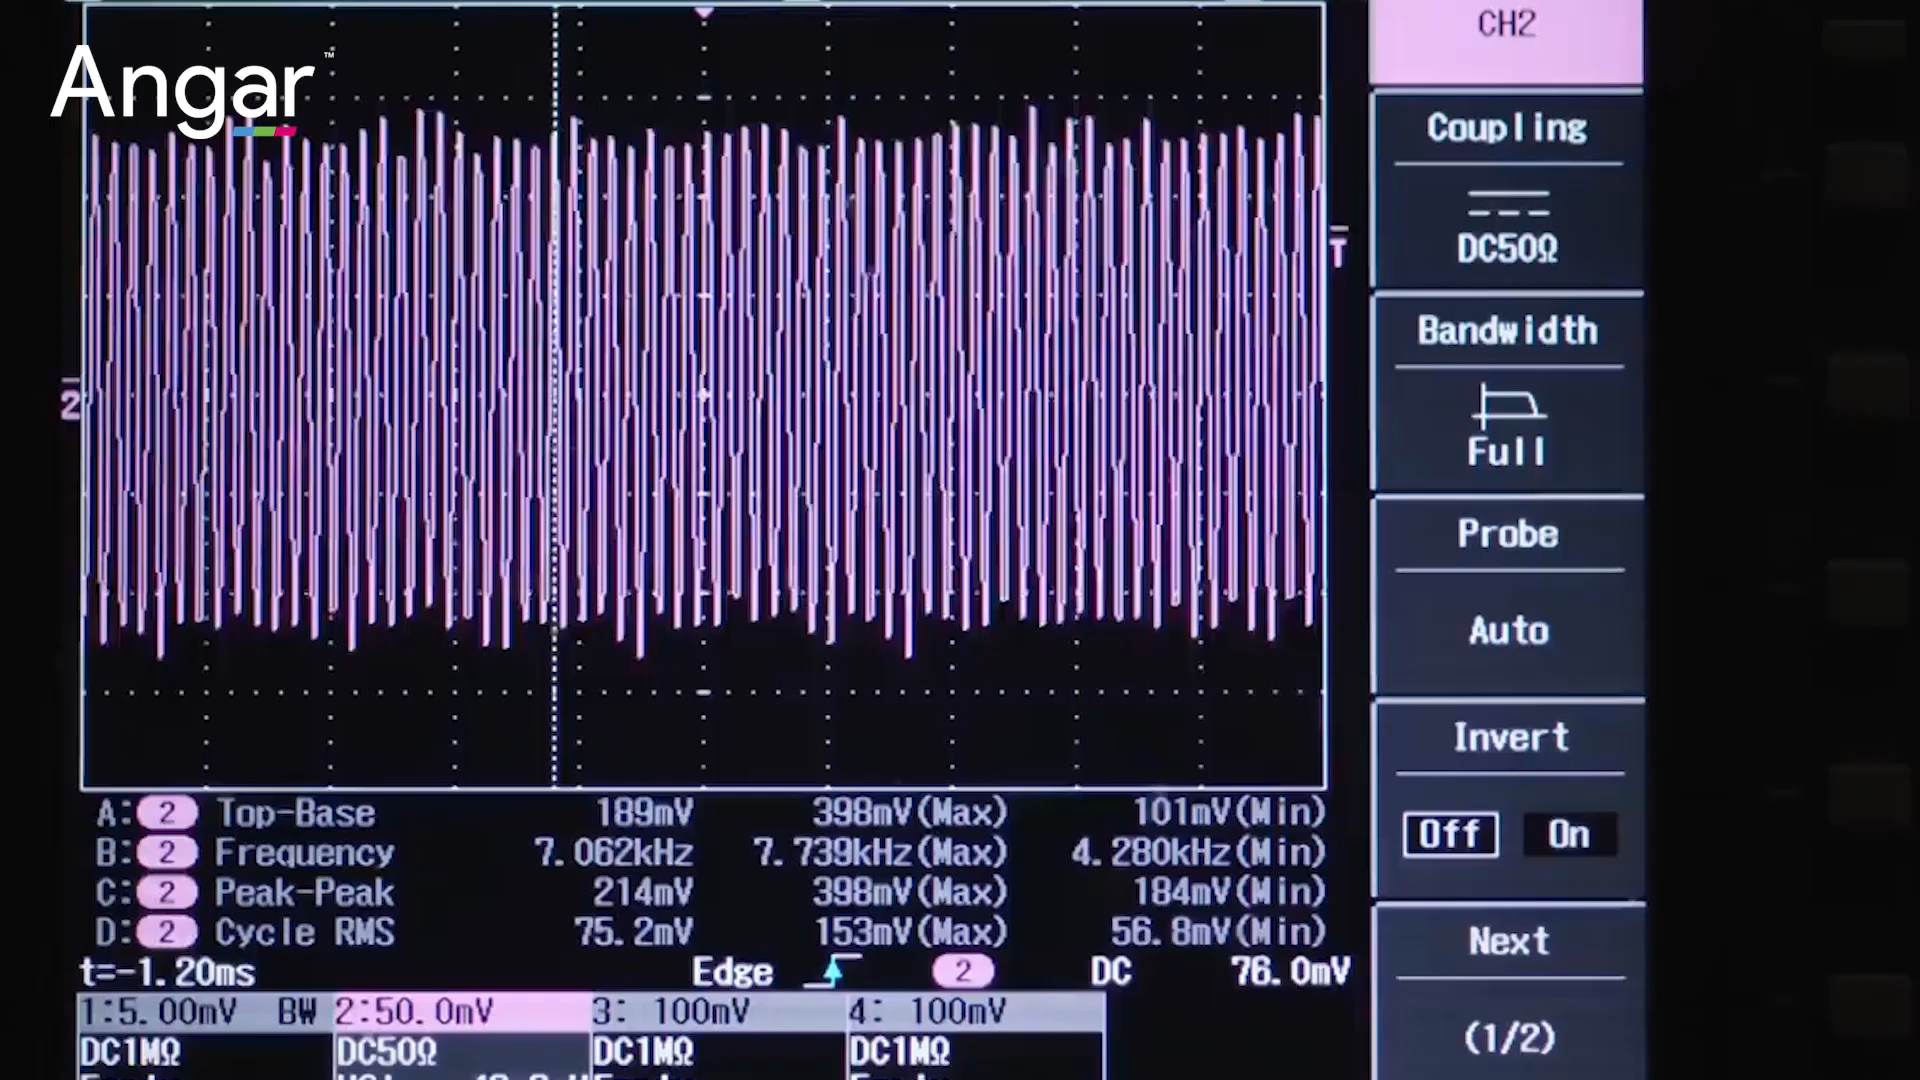 Angar™
CH2
Coupling
DC50Ω
Bandwidth
Full
Probe
Auto
Invert
Off On
Next
(1/2)
T
2
A: 2 Top-Base 189mV 398mV(Max) 101mV(Min)
B: 2 Frequency 7.062kHz 7.739kHz(Max) 4.280kHz(Min)
C: 2 Peak-Peak 214mV 398mV(Max) 184mV(Min)
D: 2 Cycle RMS 75.2mV 153mV(Max) 56.8mV(Min)
t=-1.20ms Edge 2 DC 76.0mV
1:5.00mV BW 2:50.0mV 3: 100mV 4: 100mV
DC1MΩ DC50Ω DC1MΩ DC1MΩ